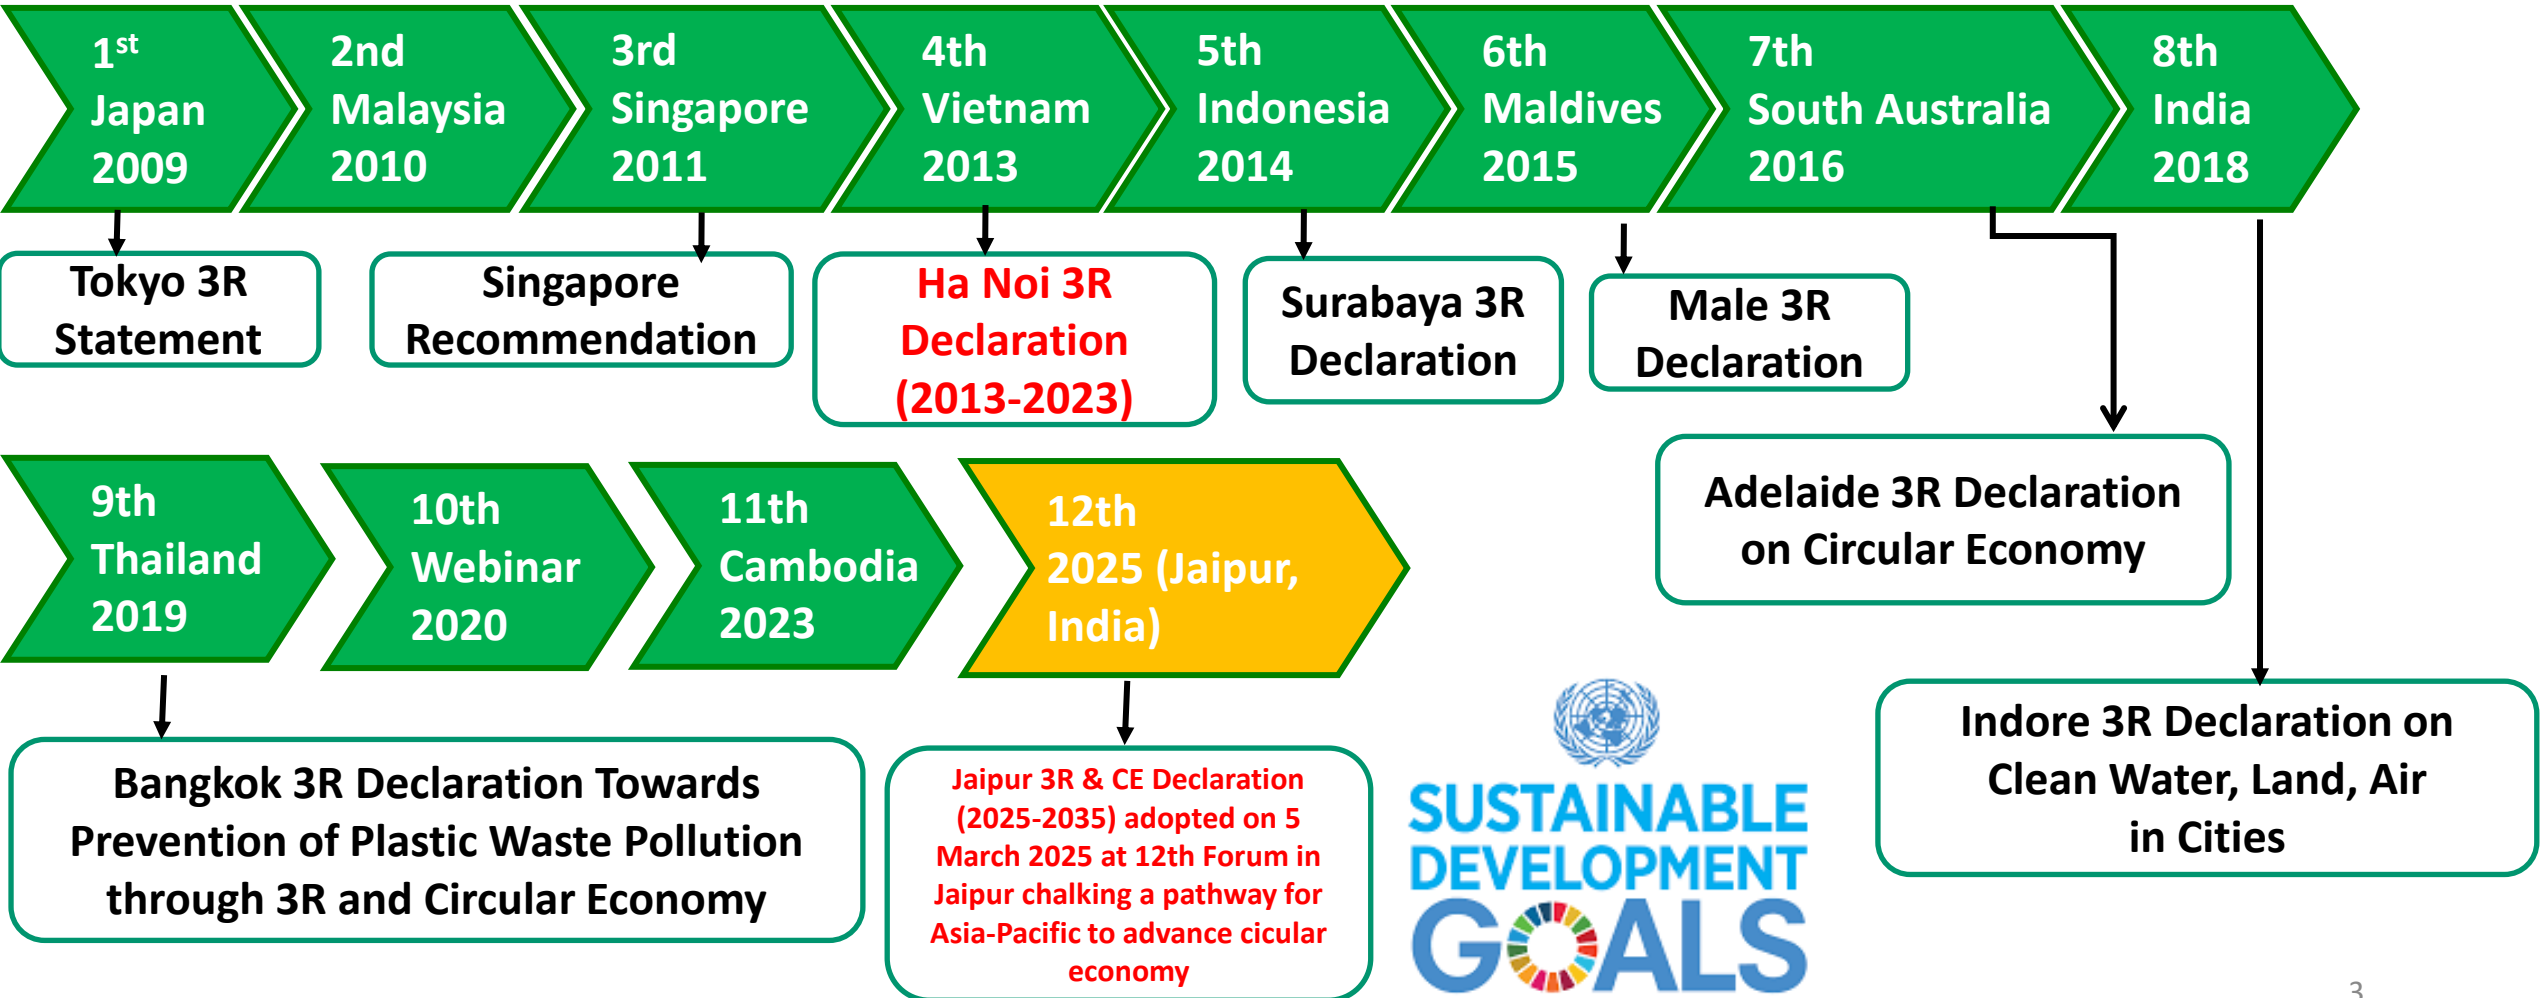 1st
Japan
2009
2nd
Malaysia
2010
3rd
Singapore
2011
4th
Vietnam
2013
5th
Indonesia
2014
6th
Maldives
2015
7th
South Australia
2016
8th
India
2018
Tokyo 3R
Statement
Singapore
Recommendation
Ha Noi 3R
Declaration
(2013-2023)
Surabaya 3R
Declaration
Male 3R
Declaration
Adelaide 3R Declaration
on Circular Economy
Indore 3R Declaration on
Clean Water, Land, Air
in Cities
9th
Thailand
2019
10th
Webinar
2020
11th
Cambodia
2023
12th
2025 (Jaipur,
India)
Bangkok 3R Declaration Towards
Prevention of Plastic Waste Pollution
through 3R and Circular Economy
Jaipur 3R & CE Declaration
(2025-2035) adopted on 5
March 2025 at 12th Forum in
Jaipur chalking a pathway for
Asia-Pacific to advance cicular
economy
SUSTAINABLE
DEVELOPMENT
GOALS
3